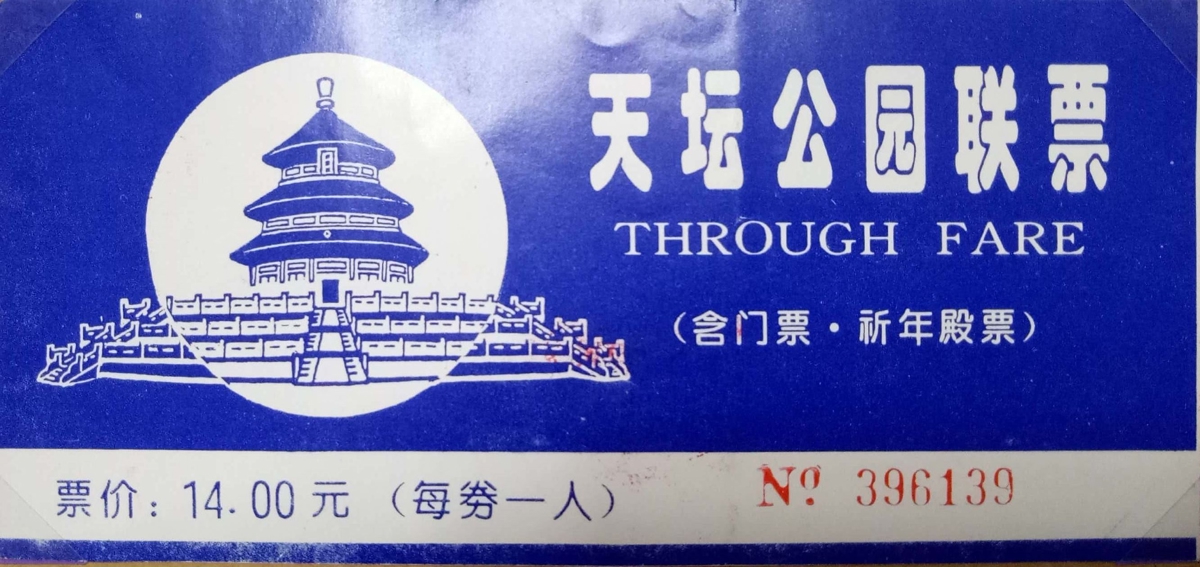 天坛公园联票
THROUGH FARE
（含门票·祈年殿票）
票价：14.00元（每券一人） Nº 396139